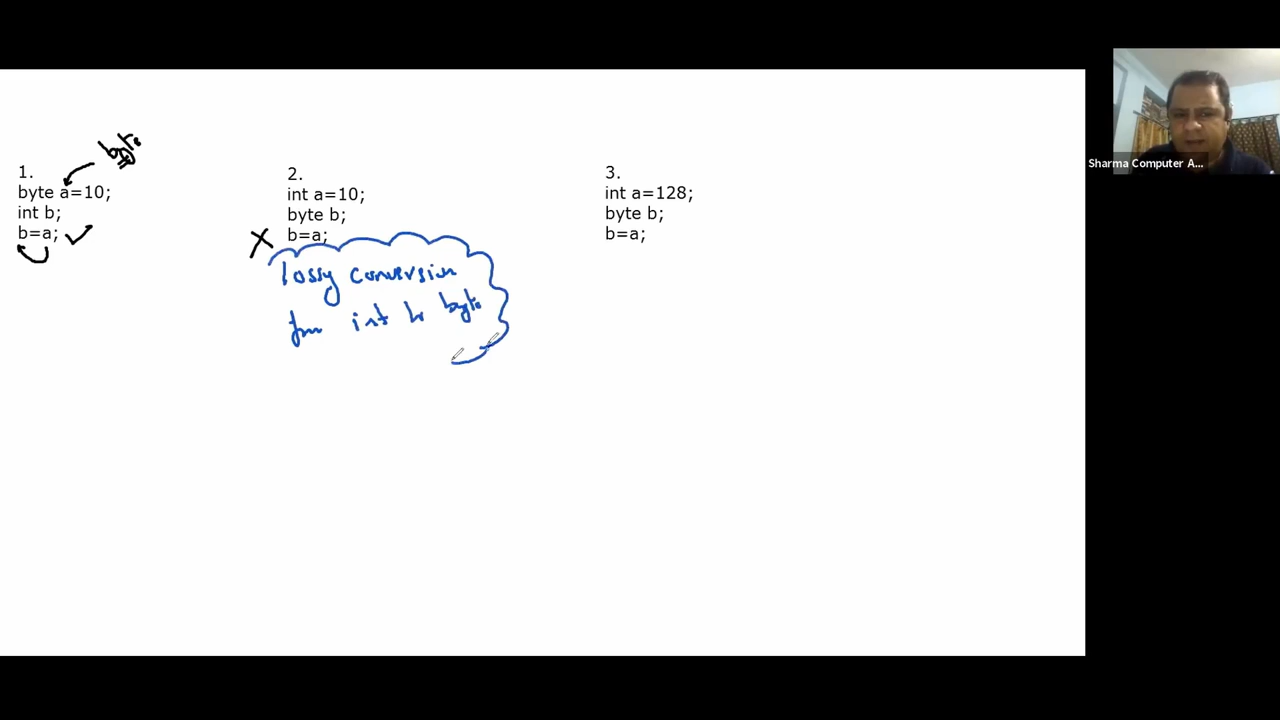 byte
1.
byte a=10;
int b;
b=a;
2.
int a=10;
byte b;
b=a;
lossy conversion
from int to byte
3.
int a=128;
byte b;
b=a;
Sharma Computer A...